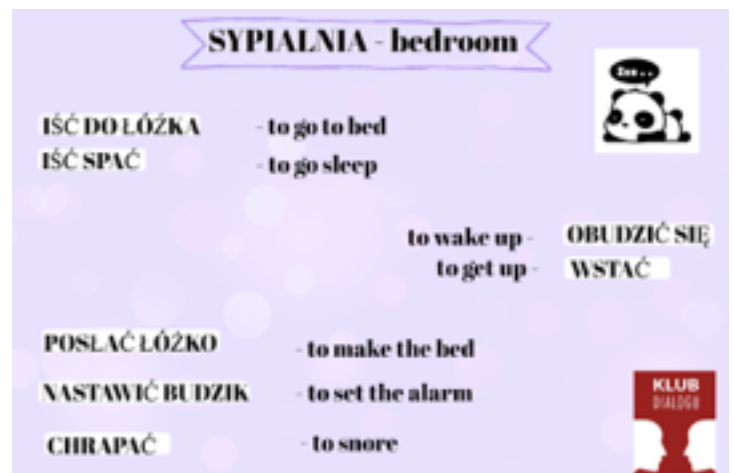 SYPIALNIA - bedroom
Zzz..
IŚĆ DO ŁÓŻKA - to go to bed
IŚĆ SPAĆ - to go sleep
to wake up - OBUDZIĆ SIĘ
to get up - WSTAĆ
POSŁAĆ ŁÓŻKO - to make the bed
NASTAWIĆ BUDZIK - to set the alarm
CHRAPAĆ - to snore
KLUB
DIALOGU